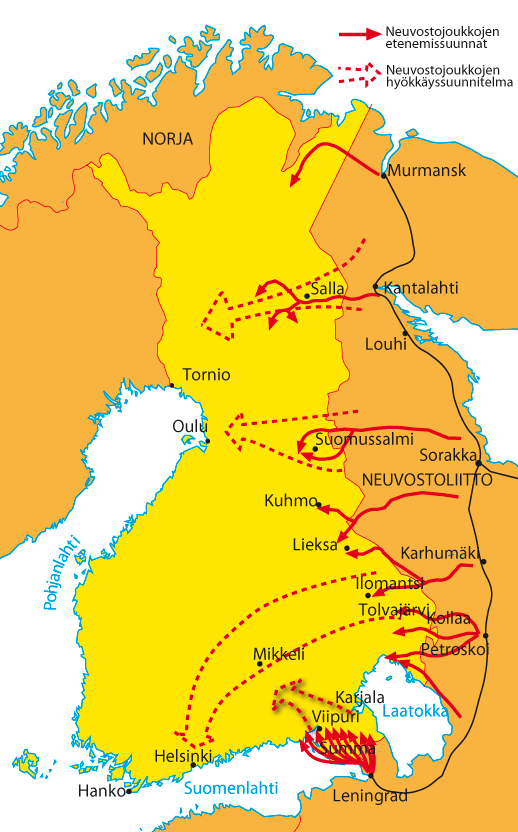 Neuvostojoukkojen
etenemissuunnat
Neuvostojoukkojen
hyökkäyssuunnitelma
NORJA
Murmansk
Salla
Kantalahti
Louhi
Tornio
Oulu
Suomussalmi
Sorakka
NEUVOSTOLIITTO
Kuhmo
Lieksa
Karhumäki
Pohjanlahti
Ilomantsi
Tolvajärvi
Kollaa
Petroskoi
Mikkeli
Karjala
Laatokka
Viipuri
Summa
Helsinki
Suomenlahti
Hanko
Leningrad